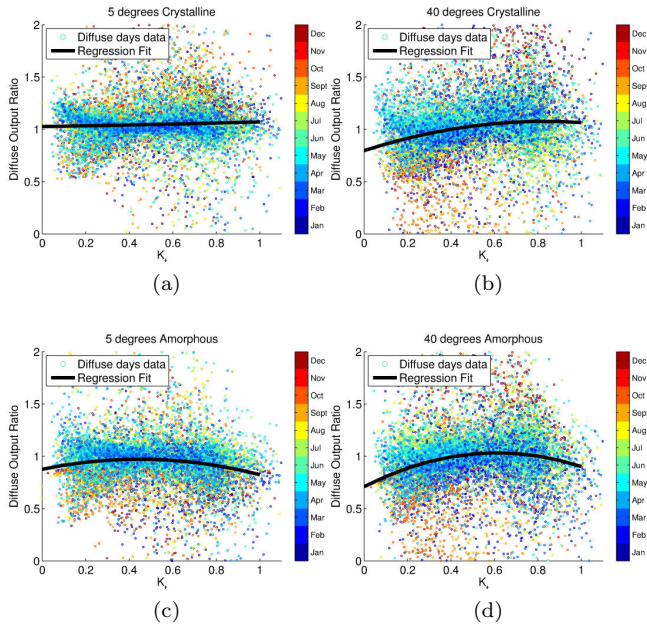 5 degrees Crystalline
Diffuse days data
Regression Fit
Diffuse Output Ratio
2
1.5
1
0.5
0
0
0.2
0.4
0.6
0.8
1
Kt
Dec
Nov
Oct
Sept
Aug
Jul
Jun
May
Apr
Mar
Feb
Jan
(a)
40 degrees Crystalline
Diffuse days data
Regression Fit
Diffuse Output Ratio
2
1.5
1
0.5
0
0
0.2
0.4
0.6
0.8
1
Kt
Dec
Nov
Oct
Sept
Aug
Jul
Jun
May
Apr
Mar
Feb
Jan
(b)
5 degrees Amorphous
Diffuse days data
Regression Fit
Diffuse Output Ratio
2
1.5
1
0.5
0
0
0.2
0.4
0.6
0.8
1
Kt
Dec
Nov
Oct
Sept
Aug
Jul
Jun
May
Apr
Mar
Feb
Jan
(c)
40 degrees Amorphous
Diffuse days data
Regression Fit
Diffuse Output Ratio
2
1.5
1
0.5
0
0
0.2
0.4
0.6
0.8
1
Kt
Dec
Nov
Oct
Sept
Aug
Jul
Jun
May
Apr
Mar
Feb
Jan
(d)